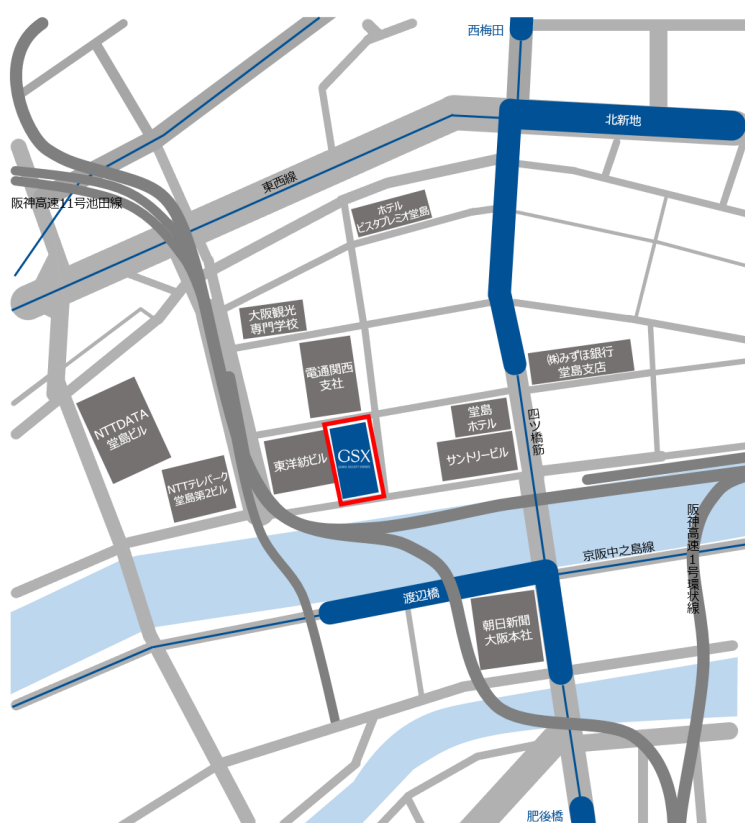 西梅田
北新地
東西線
阪神高速11号池田線
ホテル
ビスタプレミオ堂島
大阪観光
専門学校
電通関西
支社
㈱みずほ銀行
堂島支店
NTTDATA
堂島ビル
堂島
ホテル
四ツ橋筋
東洋紡ビル
GSX
サントリービル
NTTテレパーク
堂島第2ビル
阪神高速1号環状線
京阪中之島線
渡辺橋
朝日新聞
大阪本社
肥後橋